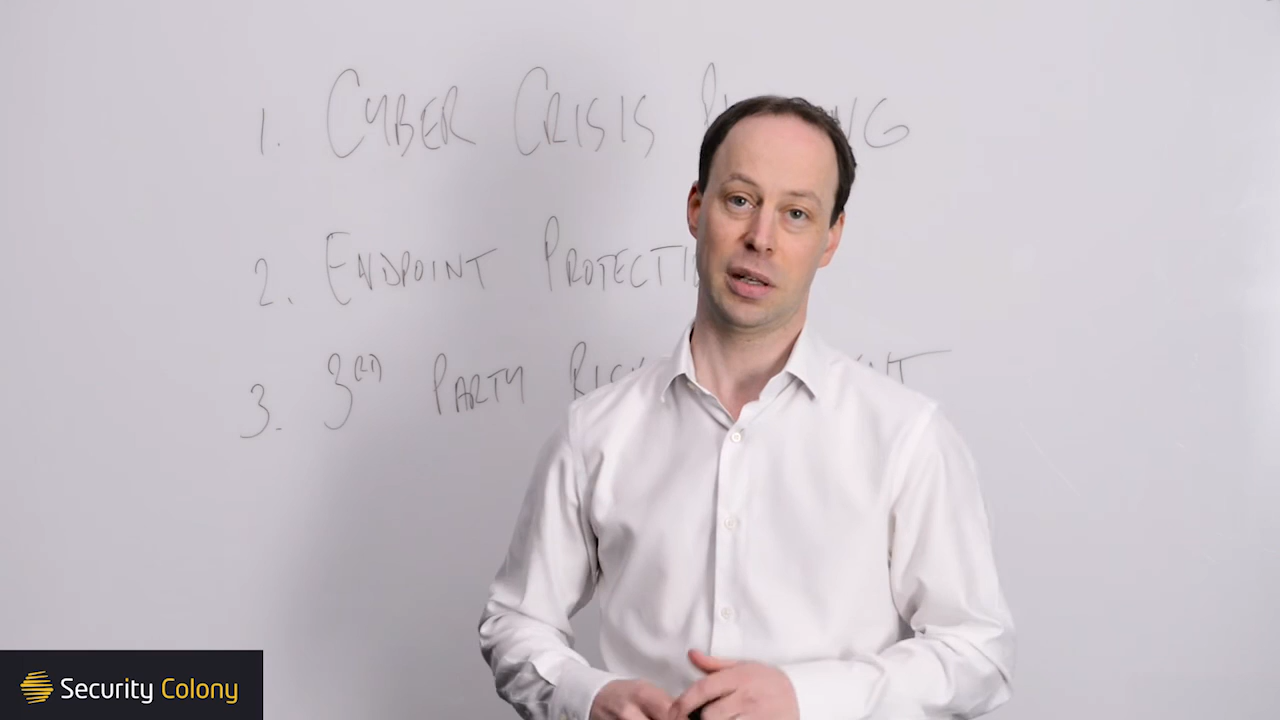 1. CYBER CRISIS
2. ENDPOINT
3. 3RD PARTY
Security Colony